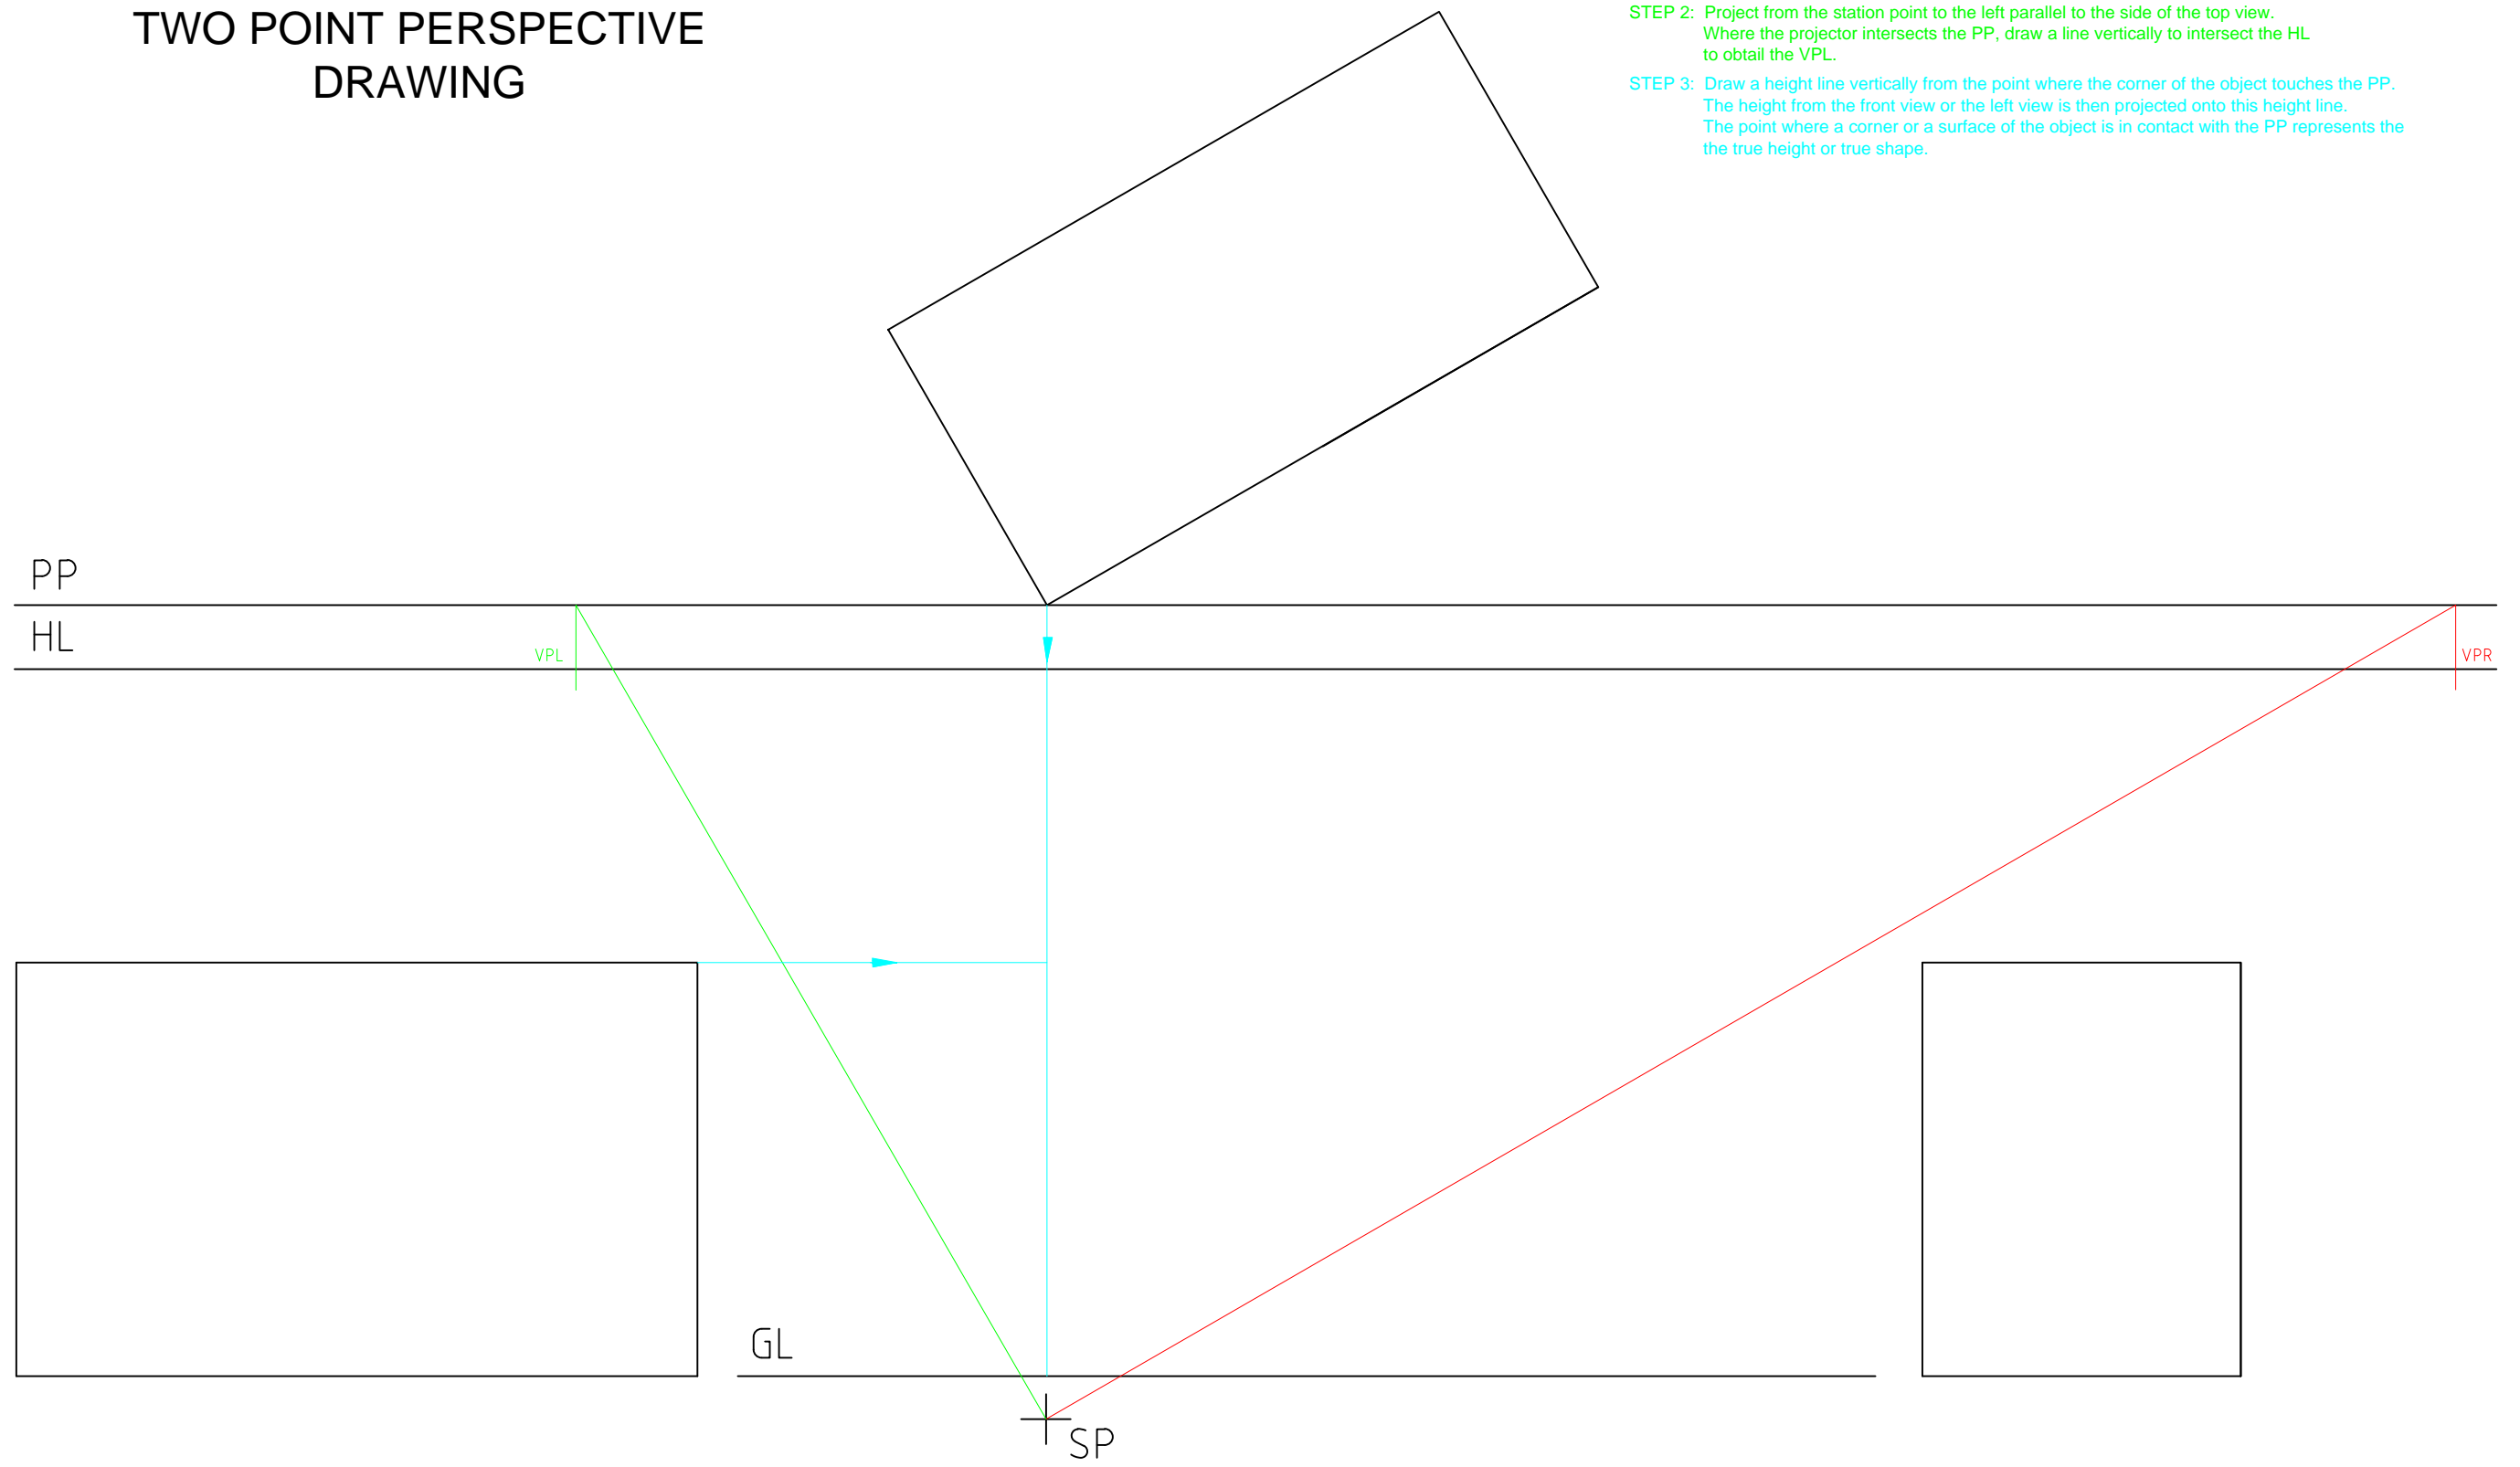 TWO POINT PERSPECTIVE
DRAWING
STEP 2: Project from the station point to the left parallel to the side of the top view.
Where the projector intersects the PP, draw a line vertically to intersect the HL
to obtail the VPL.
STEP 3: Draw a height line vertically from the point where the corner of the object touches the PP.
The height from the front view or the left view is then projected onto this height line.
The point where a corner or a surface of the object is in contact with the PP represents the
the true height or true shape.
PP
HL
VPL
VPR
GL
SP